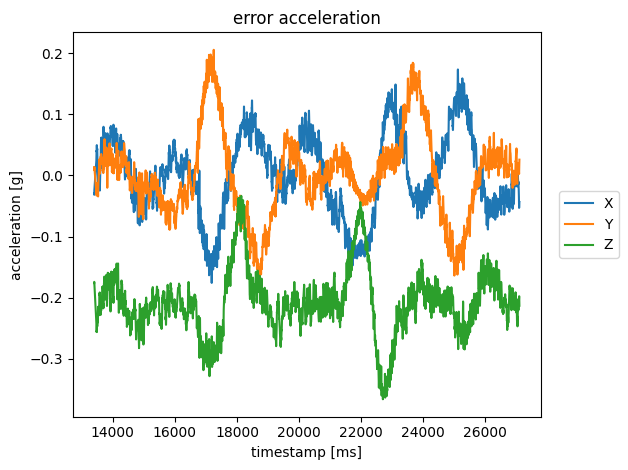 error acceleration
acceleration [g]
0.2
0.1
0.0
−0.1
−0.2
−0.3
14000 16000 18000 20000 22000 24000 26000
timestamp [ms]
X
Y
Z